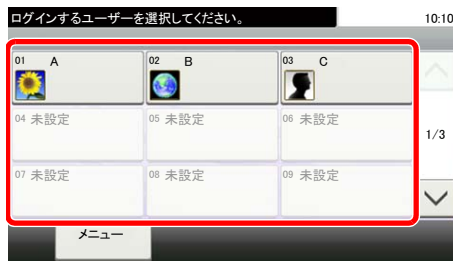 ログインするユーザーを選択してください。 10:10
01 A 02 B 03 C
04 未設定 05 未設定 06 未設定
1/3
07 未設定 08 未設定 09 未設定
メニュー